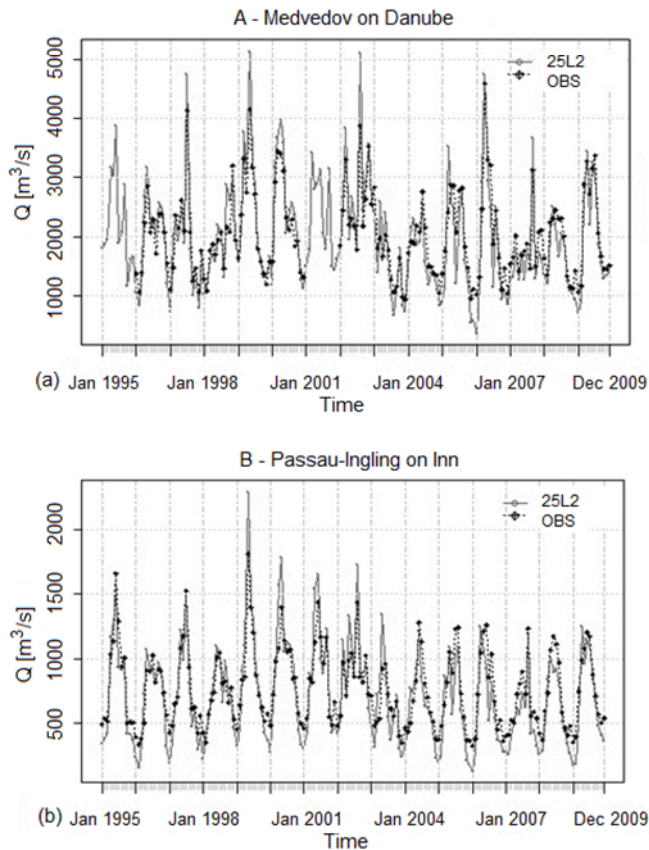 A - Medvedov on Danube
25L2
OBS
Q [m³/s]
5000
4000
3000
2000
1000
(a)
Jan 1995 Jan 1998 Jan 2001 Jan 2004 Jan 2007 Dec 2009
Time
B - Passau-Ingling on Inn
25L2
OBS
Q [m³/s]
2000
1500
1000
500
(b)
Jan 1995 Jan 1998 Jan 2001 Jan 2004 Jan 2007 Dec 2009
Time